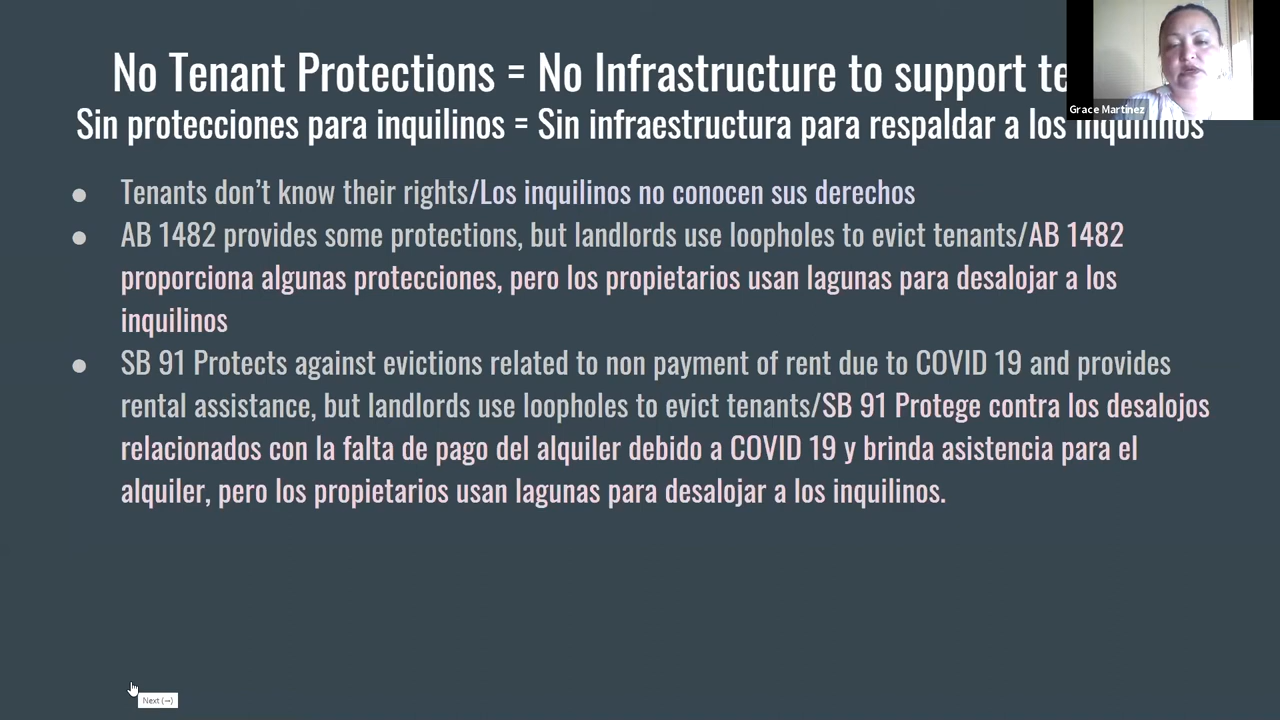 No Tenant Protections = No Infrastructure to support te
Sin protecciones para inquilinos = Sin infraestructura para respaldar a los inquilinos
Grace Martinez
● Tenants don’t know their rights/Los inquilinos no conocen sus derechos
● AB 1482 provides some protections, but landlords use loopholes to evict tenants/AB 1482
proporciona algunas protecciones, pero los propietarios usan lagunas para desalojar a los
inquilinos
● SB 91 Protects against evictions related to non payment of rent due to COVID 19 and provides
rental assistance, but landlords use loopholes to evict tenants/SB 91 Protege contra los desalojos
relacionados con la falta de pago del alquiler debido a COVID 19 y brinda asistencia para el
alquiler, pero los propietarios usan lagunas para desalojar a los inquilinos.
Next (→)